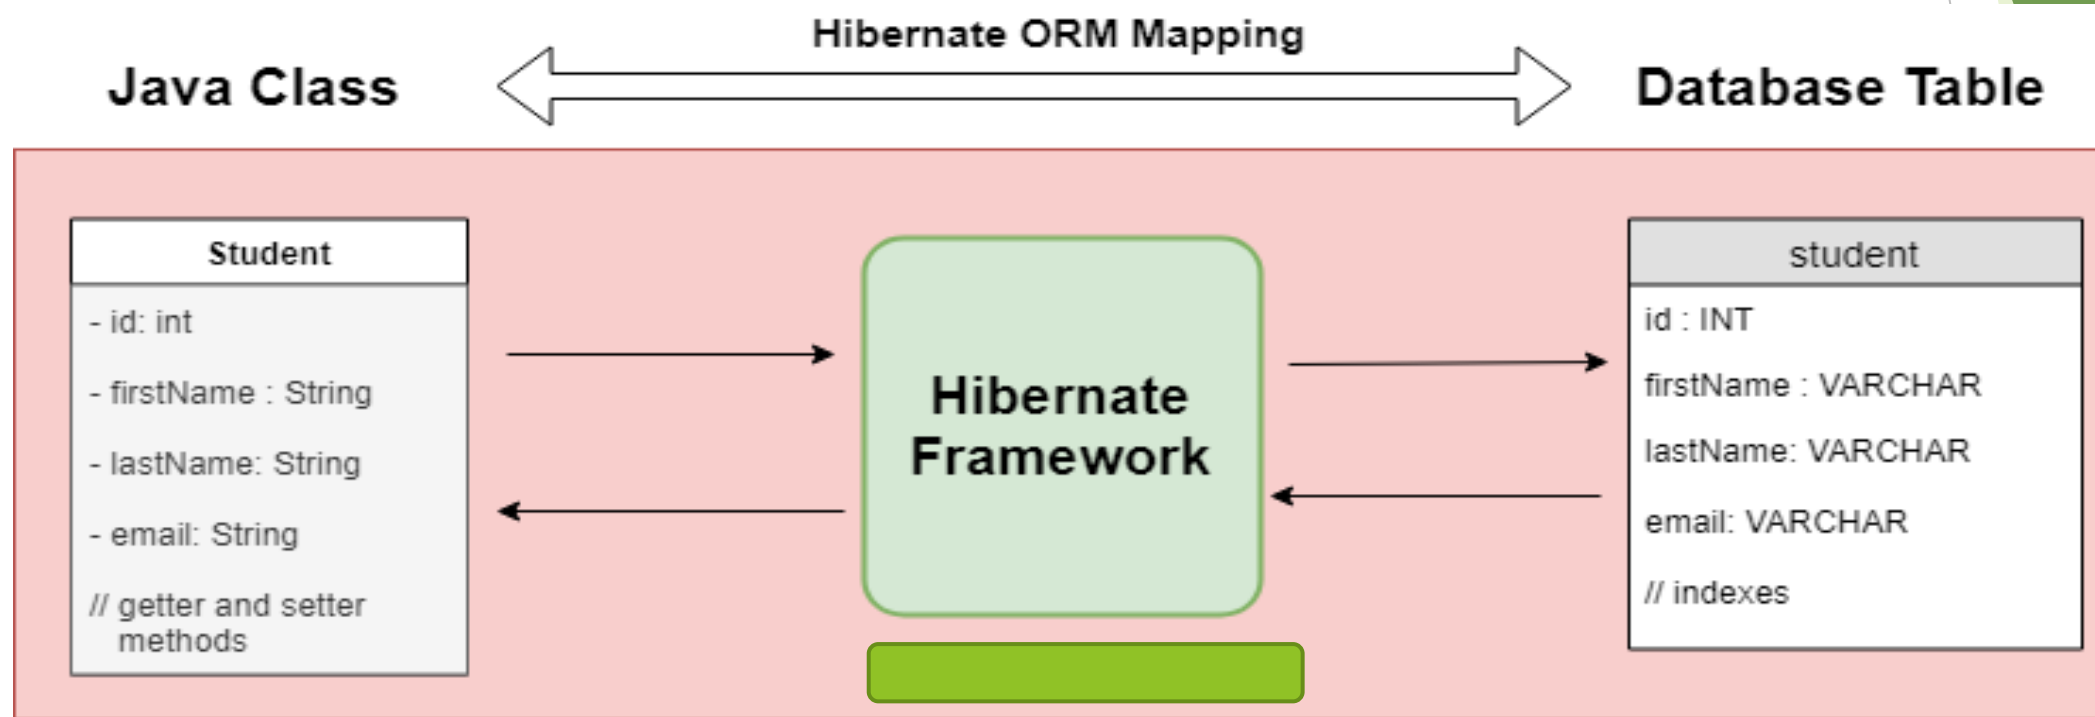 Hibernate ORM Mapping
Java Class
Database Table
Student
- id: int
- firstName : String
- lastName: String
- email: String
// getter and setter
methods
Hibernate
Framework
student
id : INT
firstName : VARCHAR
lastName: VARCHAR
email: VARCHAR
// indexes